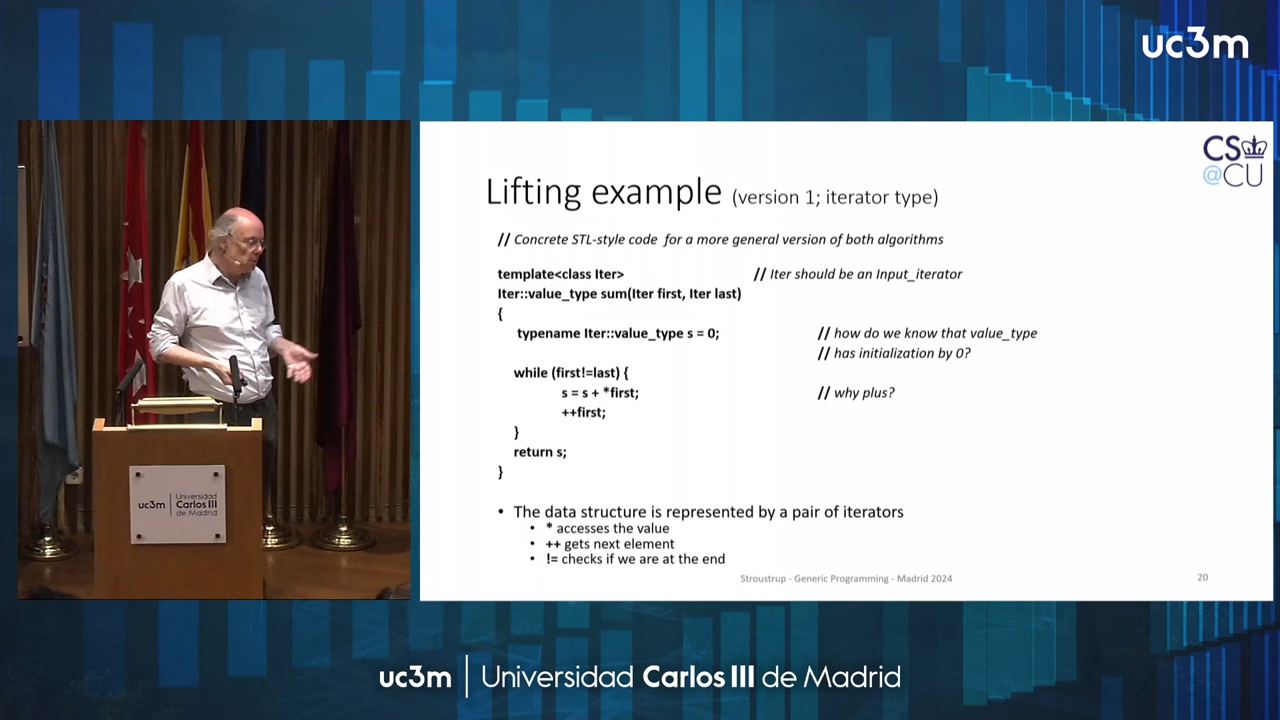 uc3m
CS
@CU
Lifting example (version 1; iterator type)
// Concrete STL-style code for a more general version of both algorithms
template<class Iter> // Iter should be an Input_iterator
Iter::value_type sum(Iter first, Iter last)
{
typename Iter::value_type s = 0; // how do we know that value_type
// has initialization by 0?
while (first!=last) {
s = s + *first; // why plus?
++first;
}
return s;
}
• The data structure is represented by a pair of iterators
• * accesses the value
• ++ gets next element
• != checks if we are at the end
Stroustrup - Generic Programming - Madrid 2024 20
uc3m | Universidad
Carlos III
de Madrid
uc3m | Universidad Carlos III de Madrid